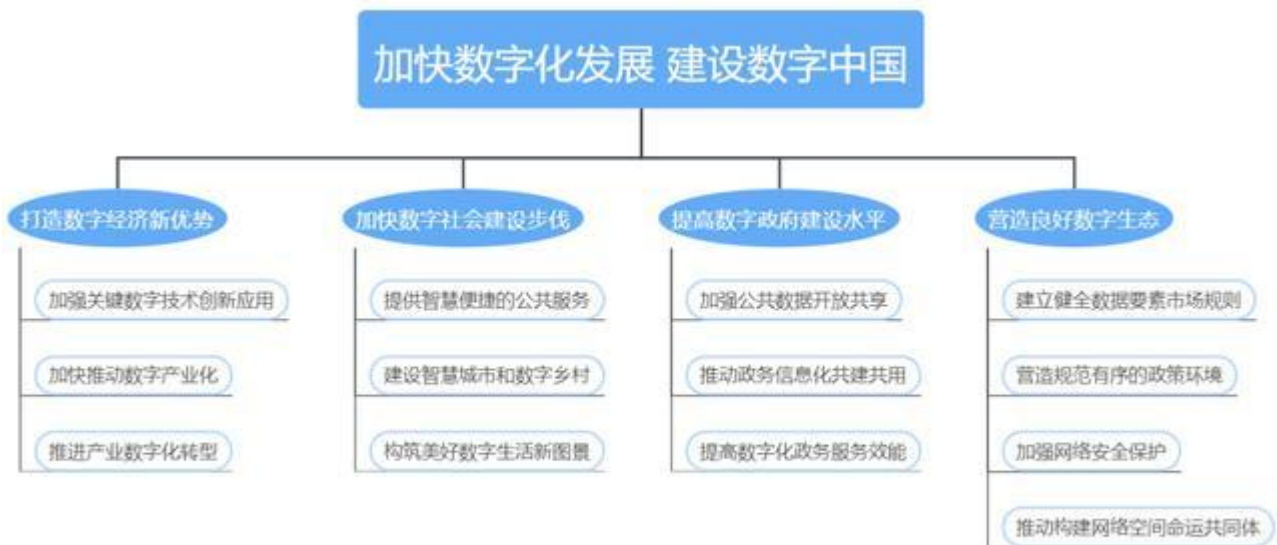 加快数字化发展 建设数字中国
打造数字经济新优势
加强关键数字技术创新应用
加快推动数字产业化
推进产业数字化转型
加快数字社会建设步伐
提供智慧便捷的公共服务
建设智慧城市和数字乡村
构筑美好数字生活新图景
提高数字政府建设水平
加强公共数据开放共享
推动政务信息化共建共用
提高数字化政务服务效能
营造良好数字生态
建立健全数据要素市场规则
营造规范有序的政策环境
加强网络安全保护
推动构建网络空间命运共同体